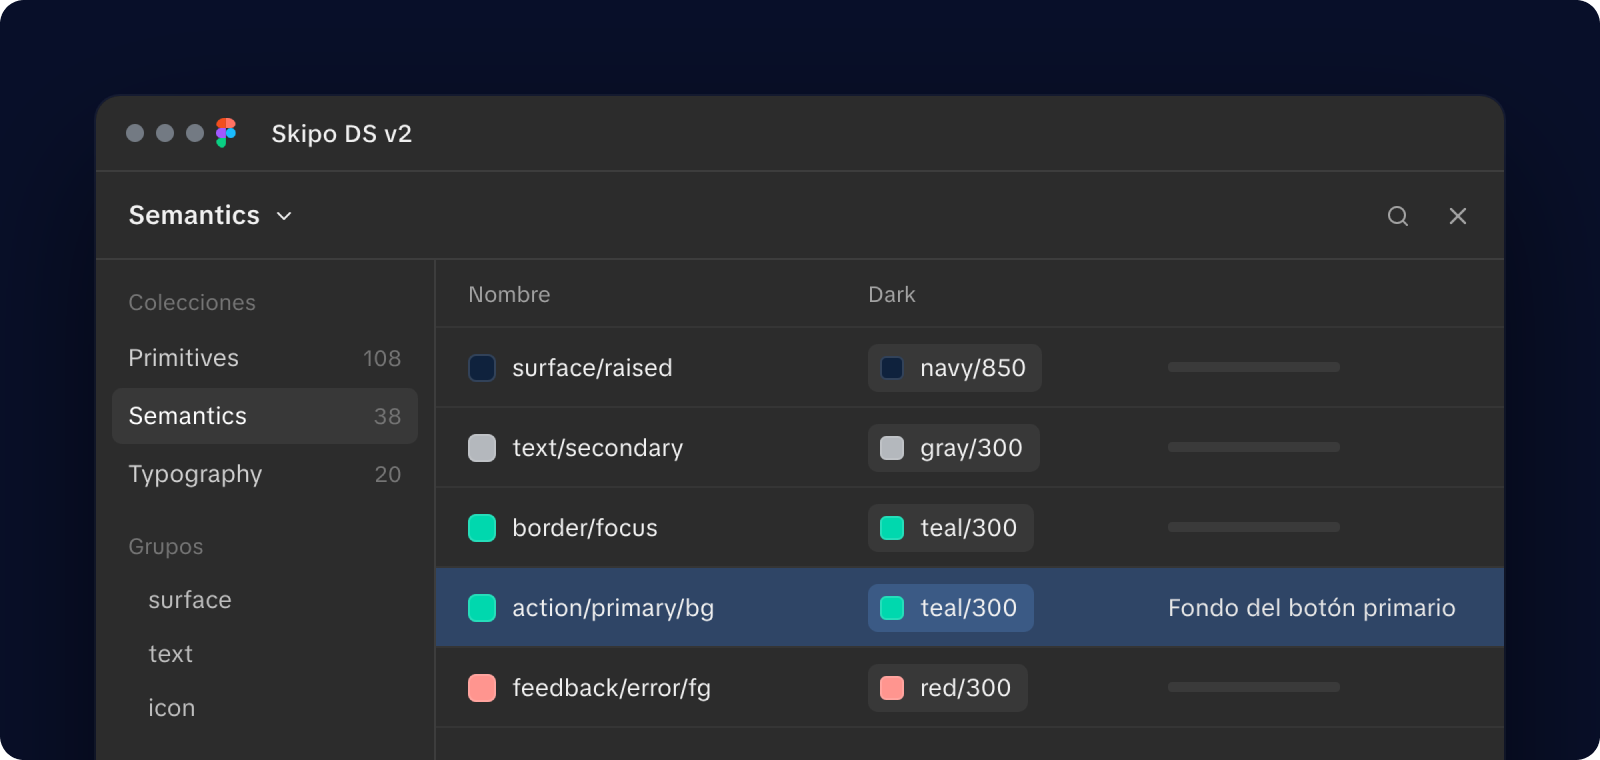 Skipo DS v2
Semantics
Colecciones
Primitives 108
Semantics 38
Typography 20
Grupos
surface
text
icon
Nombre Dark
surface/raised navy/850
text/secondary gray/300
border/focus teal/300
action/primary/bg teal/300 Fondo del botón primario
feedback/error/fg red/300